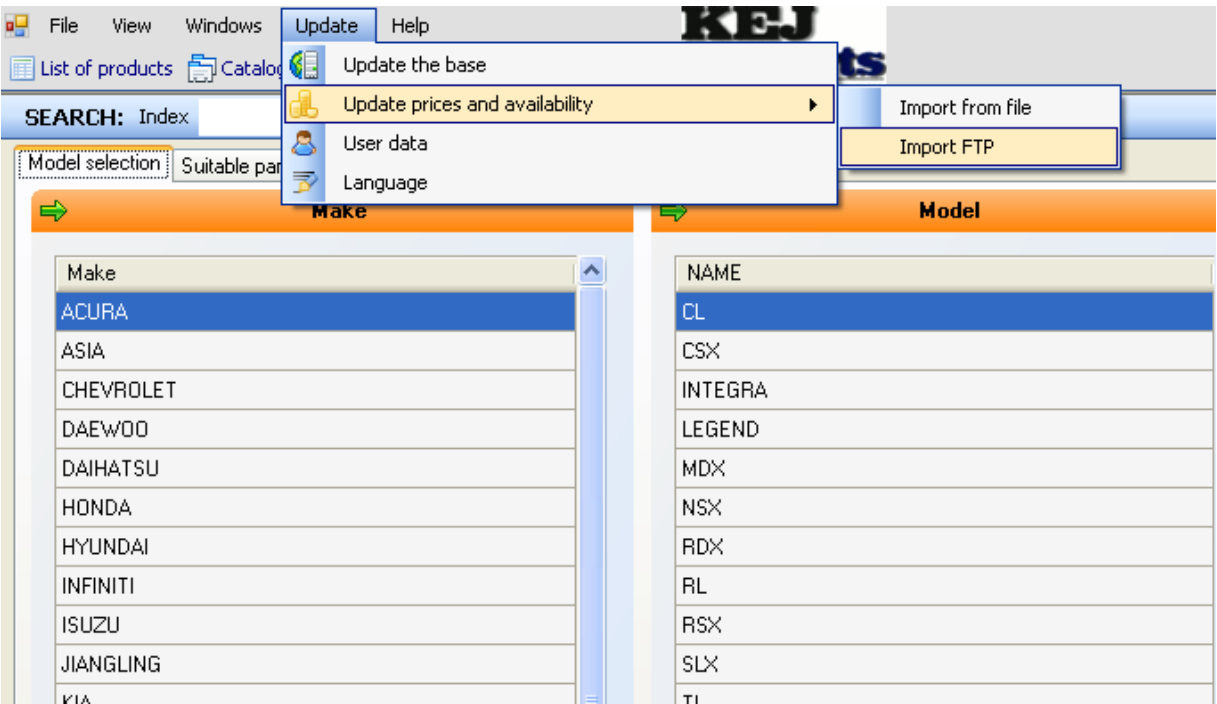 File View Windows Update Help
KEJ
List of products
Update the base
ts
SEARCH: Index
Update prices and availability
Import from file
User data
Import FTP
Model selection
Language
Make
Model
Make
NAME
ACURA
CL
ASIA
CSX
CHEVROLET
INTEGRA
DAEWOO
LEGEND
DAIHATSU
MDX
HONDA
NSX
HYUNDAI
RDX
INFINITI
RL
ISUZU
RSX
JIANGLING
SLX
KIA